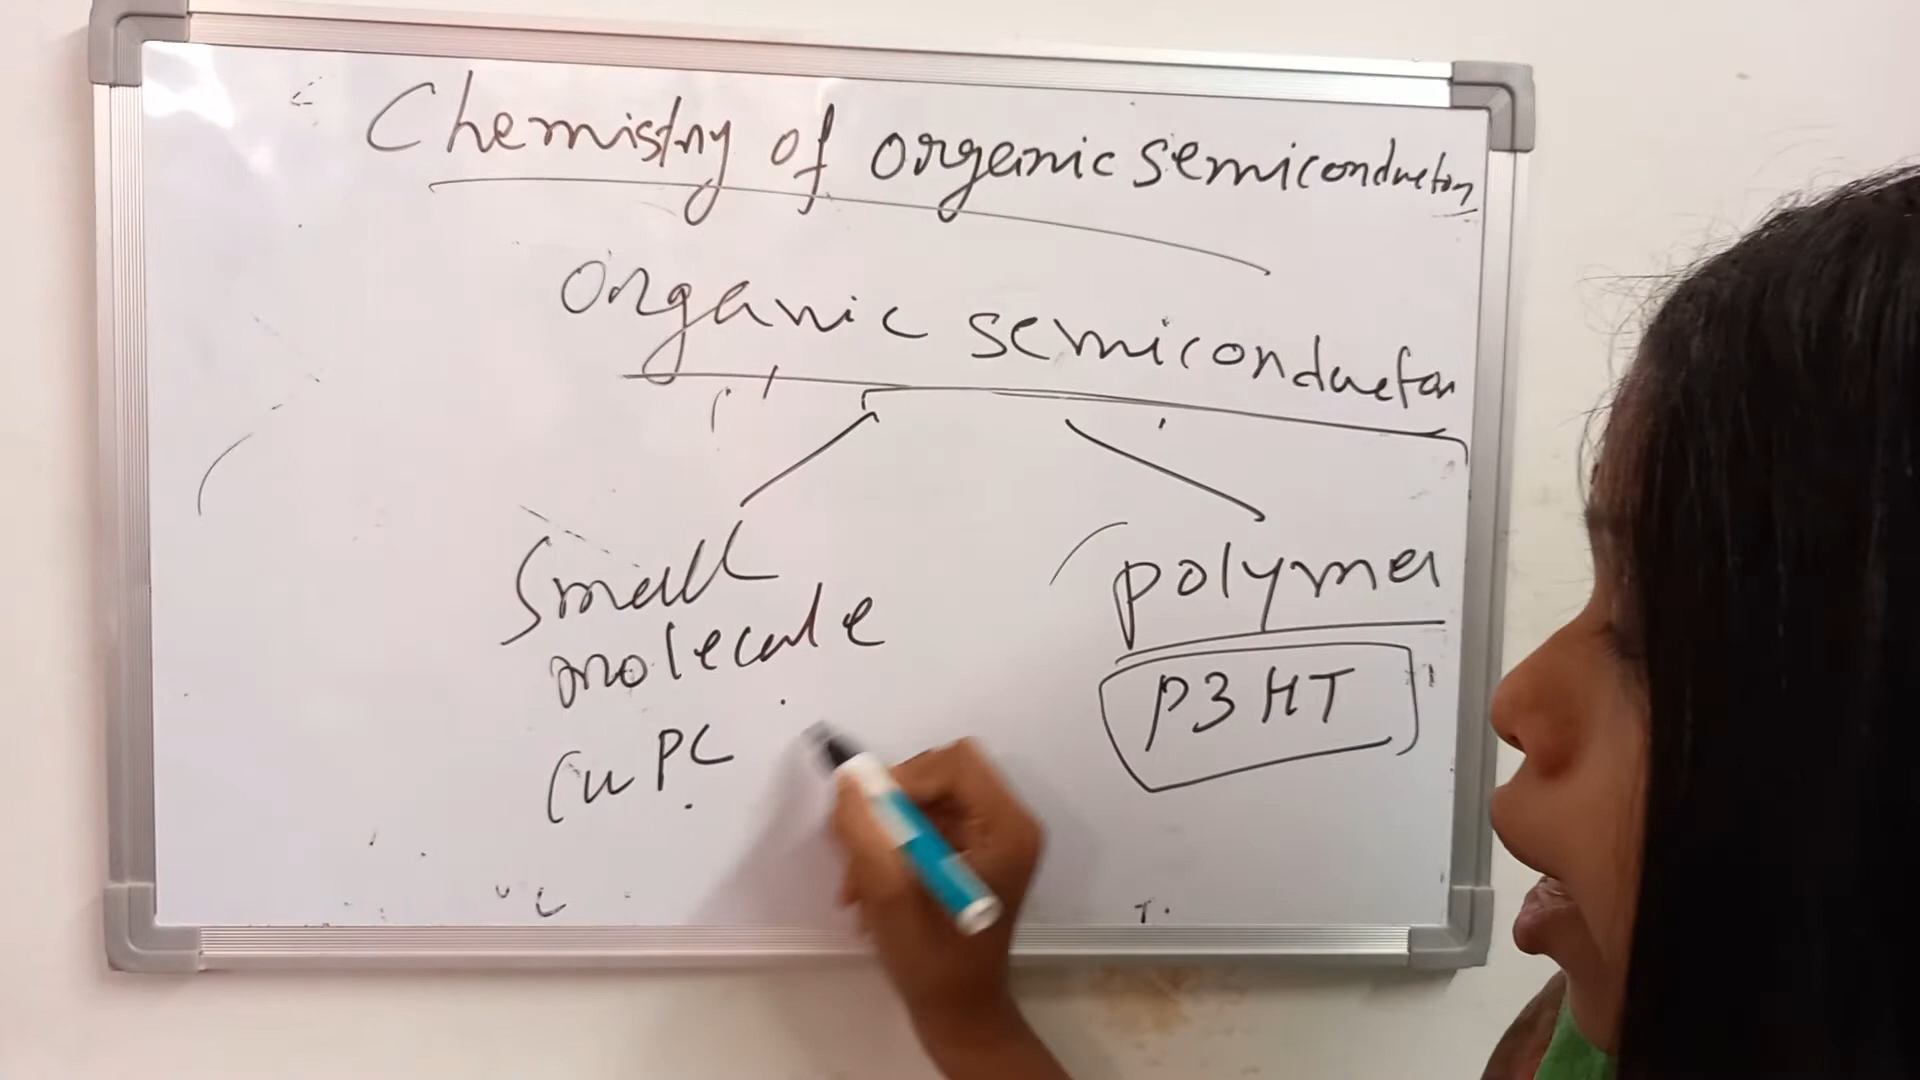 Chemistry of organic semiconductor
organic semiconductor
Small
molecule
polymer
P3HT
CuPC